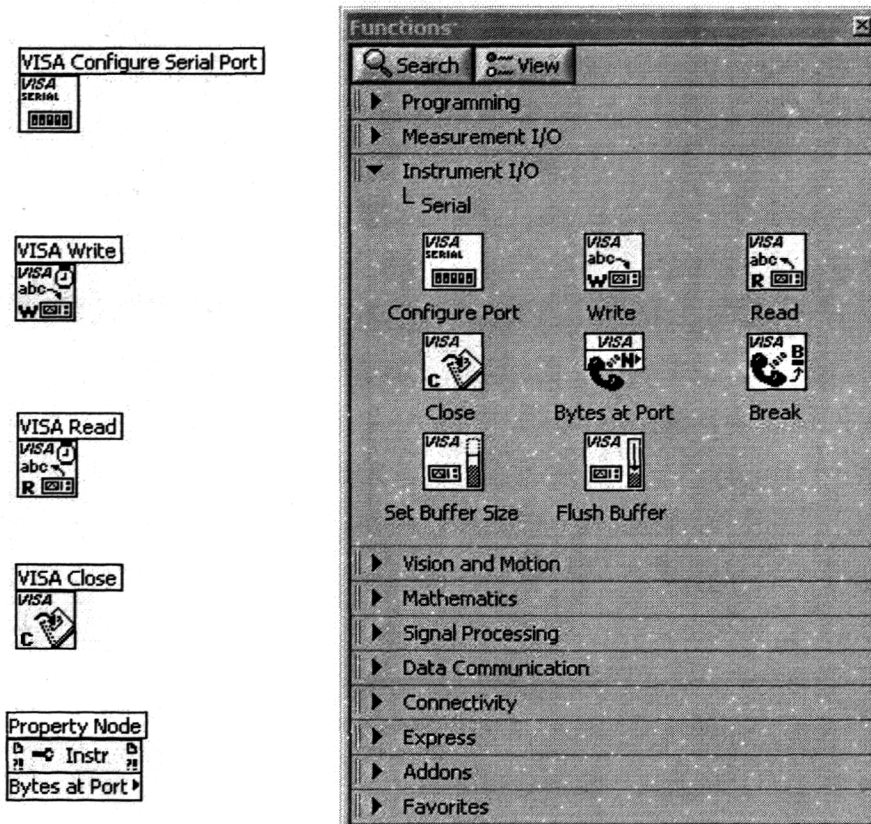 VISA Configure Serial Port
VISA
SERIAL
VISA Write
VISA
abc
W
VISA Read
VISA
abc
R
VISA Close
VISA
C
Property Node
Instr
Bytes at Port
Functions
Search View
Programming
Measurement I/O
Instrument I/O
Serial
VISA SERIAL
VISA abc W
VISA abc R
Configure Port Write Read
VISA C
VISA N
VISA B
Close Bytes at Port Break
VISA
VISA
Set Buffer Size Flush Buffer
Vision and Motion
Mathematics
Signal Processing
Data Communication
Connectivity
Express
Addons
Favorites